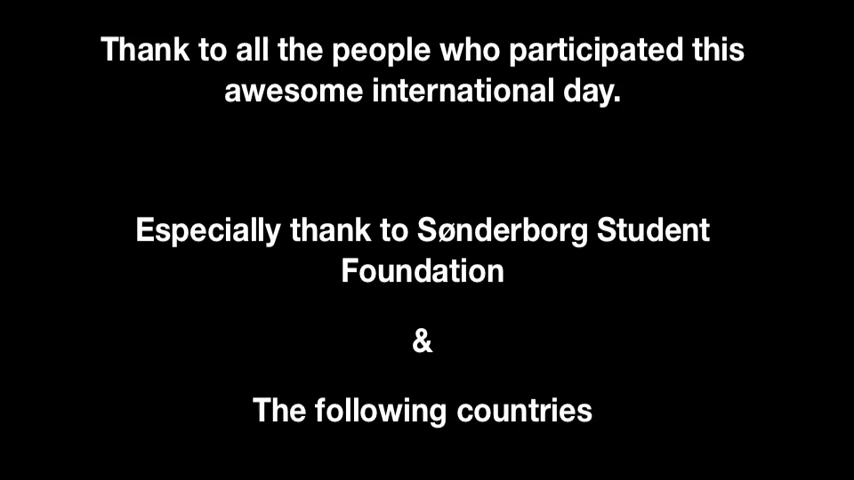 Thank to all the people who participated this
awesome international day.
Especially thank to Sønderborg Student
Foundation
&
The following countries